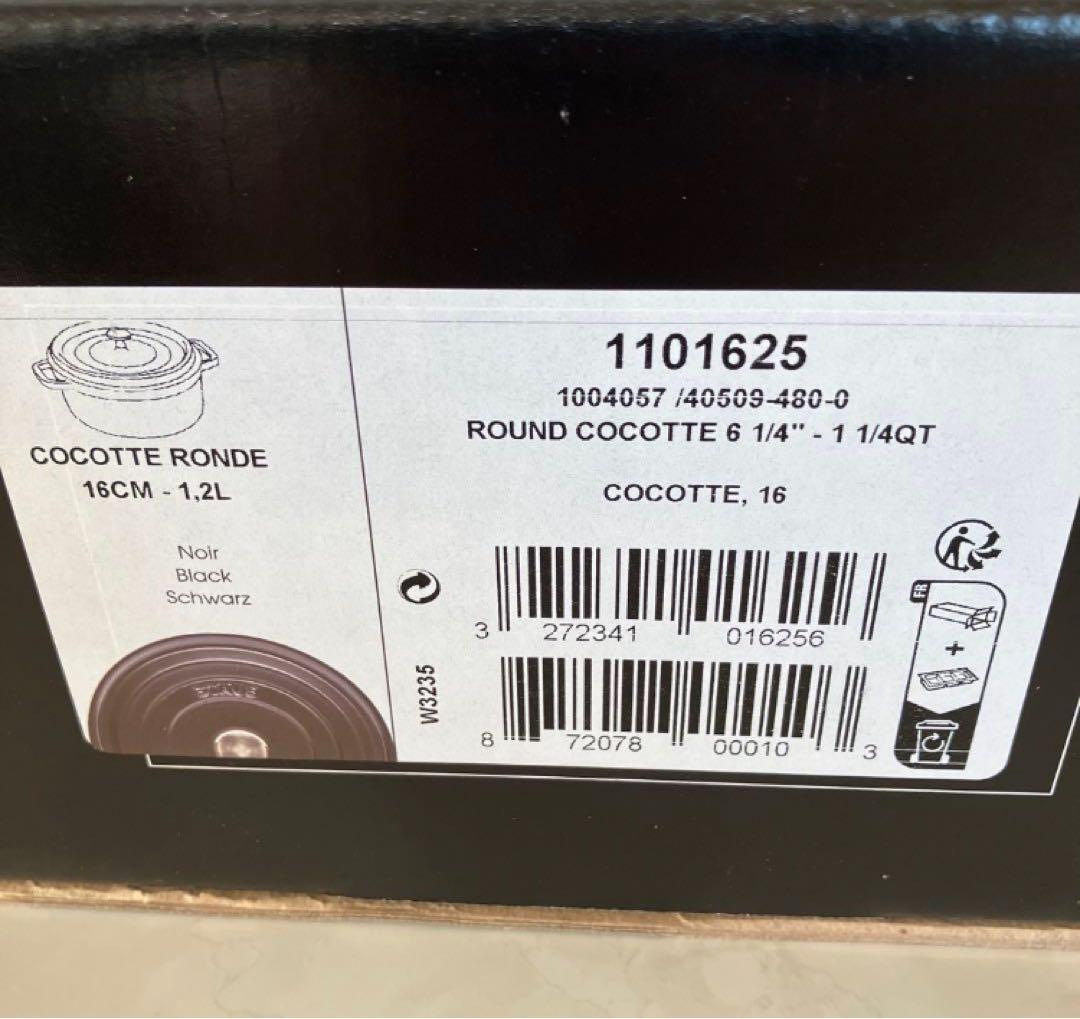 COCOTTE RONDE
16CM - 1,2L
Noir
Black
Schwarz
STAUB
1101625
1004057 /40509-480-0
ROUND COCOTTE 6 1/4" - 1 1/4QT
COCOTTE, 16
3 272341 016256
W3235
8 72078 00010 3
FR